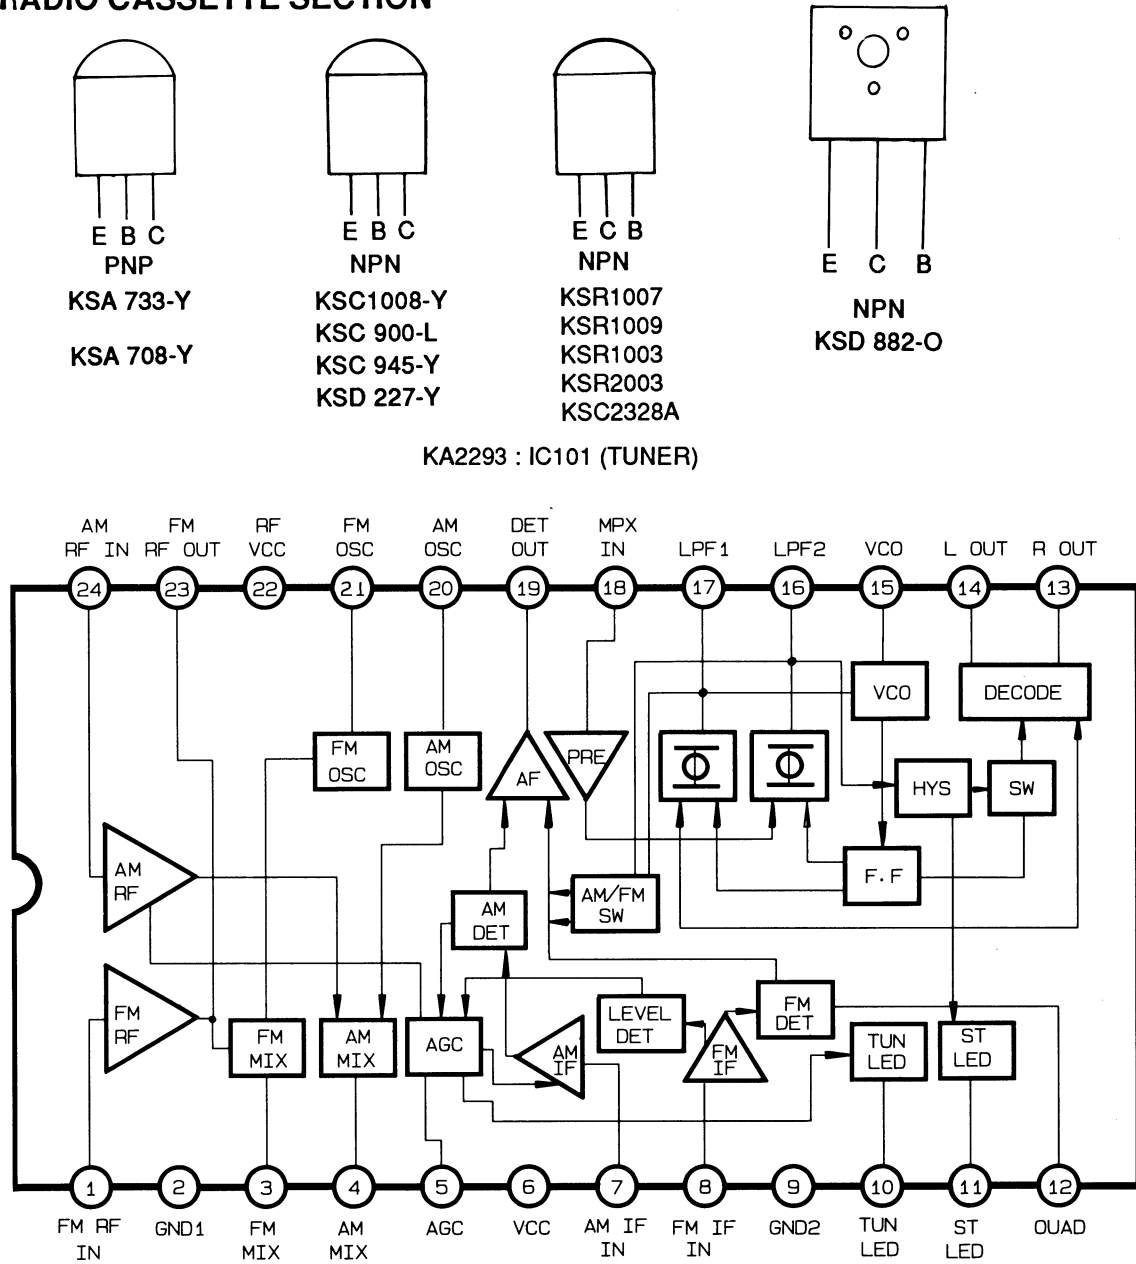 RADIO CASSETTE SECTION
E B C
PNP
KSA 733-Y
KSA 708-Y
E B C
NPN
KSC1008-Y
KSC 900-L
KSC 945-Y
KSD 227-Y
E C B
NPN
KSR1007
KSR1009
KSR1003
KSR2003
KSC2328A
E C B
NPN
KSD 882-O
KA2293 : IC101 (TUNER)
AM
RF IN
FM
RF OUT
RF
VCC
FM
OSC
AM
OSC
DET
OUT
MPX
IN
LPF1
LPF2
VCO
L OUT
R OUT
24
23
22
21
20
19
18
17
16
15
14
13
VCO
DECODE
FM
OSC
AM
OSC
AF
PRE
HYS
SW
AM
RF
F.F
AM
DET
AM/FM
SW
FM
RF
FM
MIX
AM
MIX
AGC
AM
IF
LEVEL
DET
FM
IF
FM
DET
TUN
LED
ST
LED
1
2
3
4
5
6
7
8
9
10
11
12
FM RF
IN
GND1
FM
MIX
AM
MIX
AGC
VCC
AM IF
IN
FM IF
IN
GND2
TUN
LED
ST
LED
OUAD